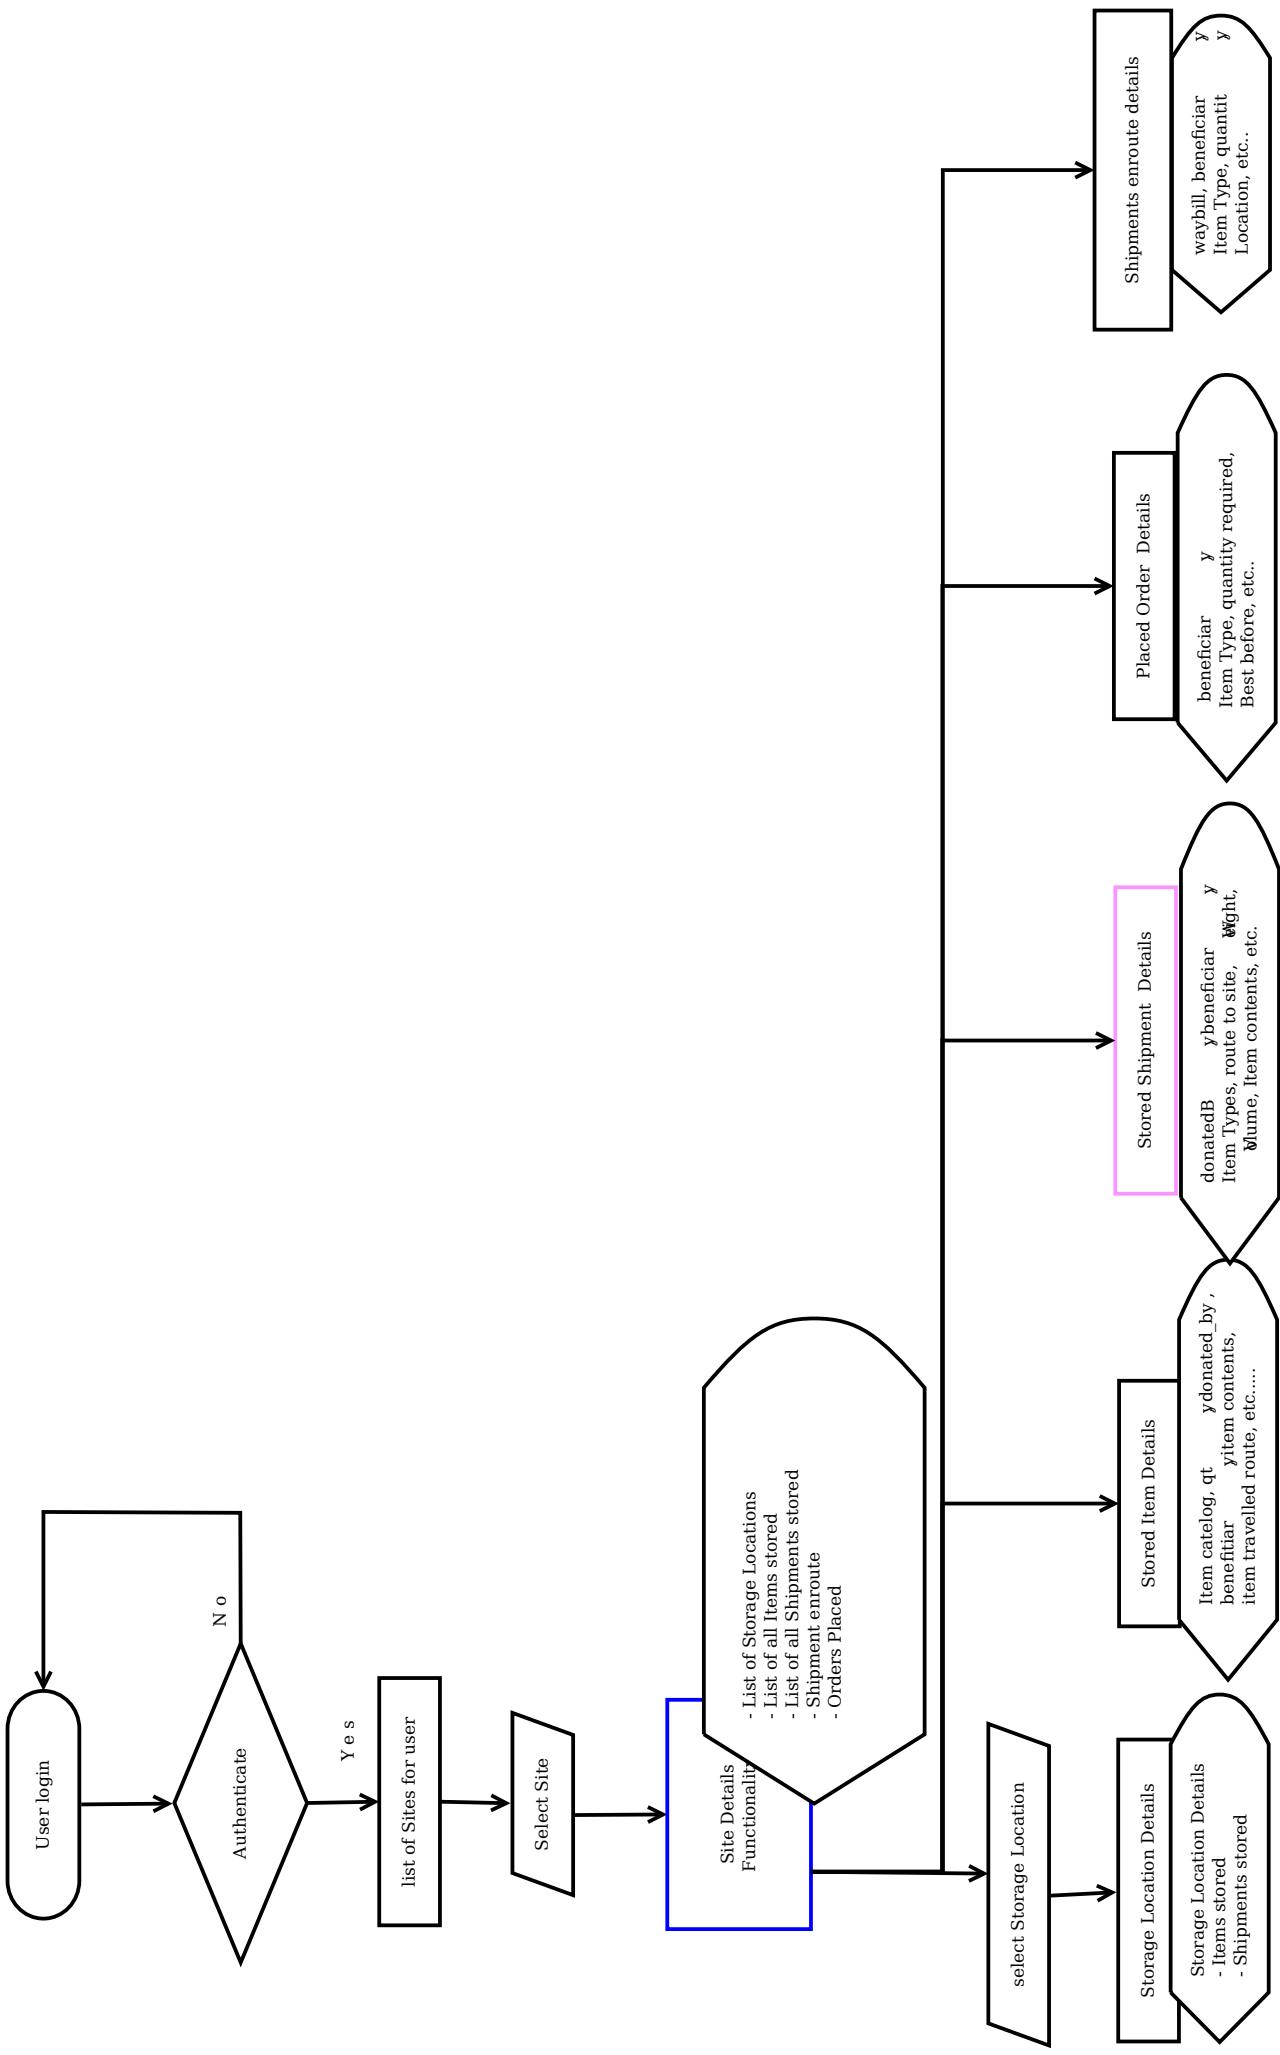 User login
Authenticate
N o
Y e s
list of Sites for user
Select Site
Site Details
Functionalit
- List of Storage Locations
- List of all Items stored
- List of all Shipments stored
- Shipment enroute
- Orders Placed
select Storage Location
Storage Location Details
Storage Location Details
- Items stored
- Shipments stored
Stored Item Details
Item catelog, qt y donated_by ,
benefitiar y item contents,
item travelled route, etc.....
Stored Shipment Details
donatedB y beneficiar y
Item Types, route to site, Weight,
Volume, Item contents, etc.
Placed Order Details
beneficiar y
Item Type, quantity required,
Best before, etc..
Shipments enroute details
waybill, beneficiar y
Item Type, quantit y
Location, etc..